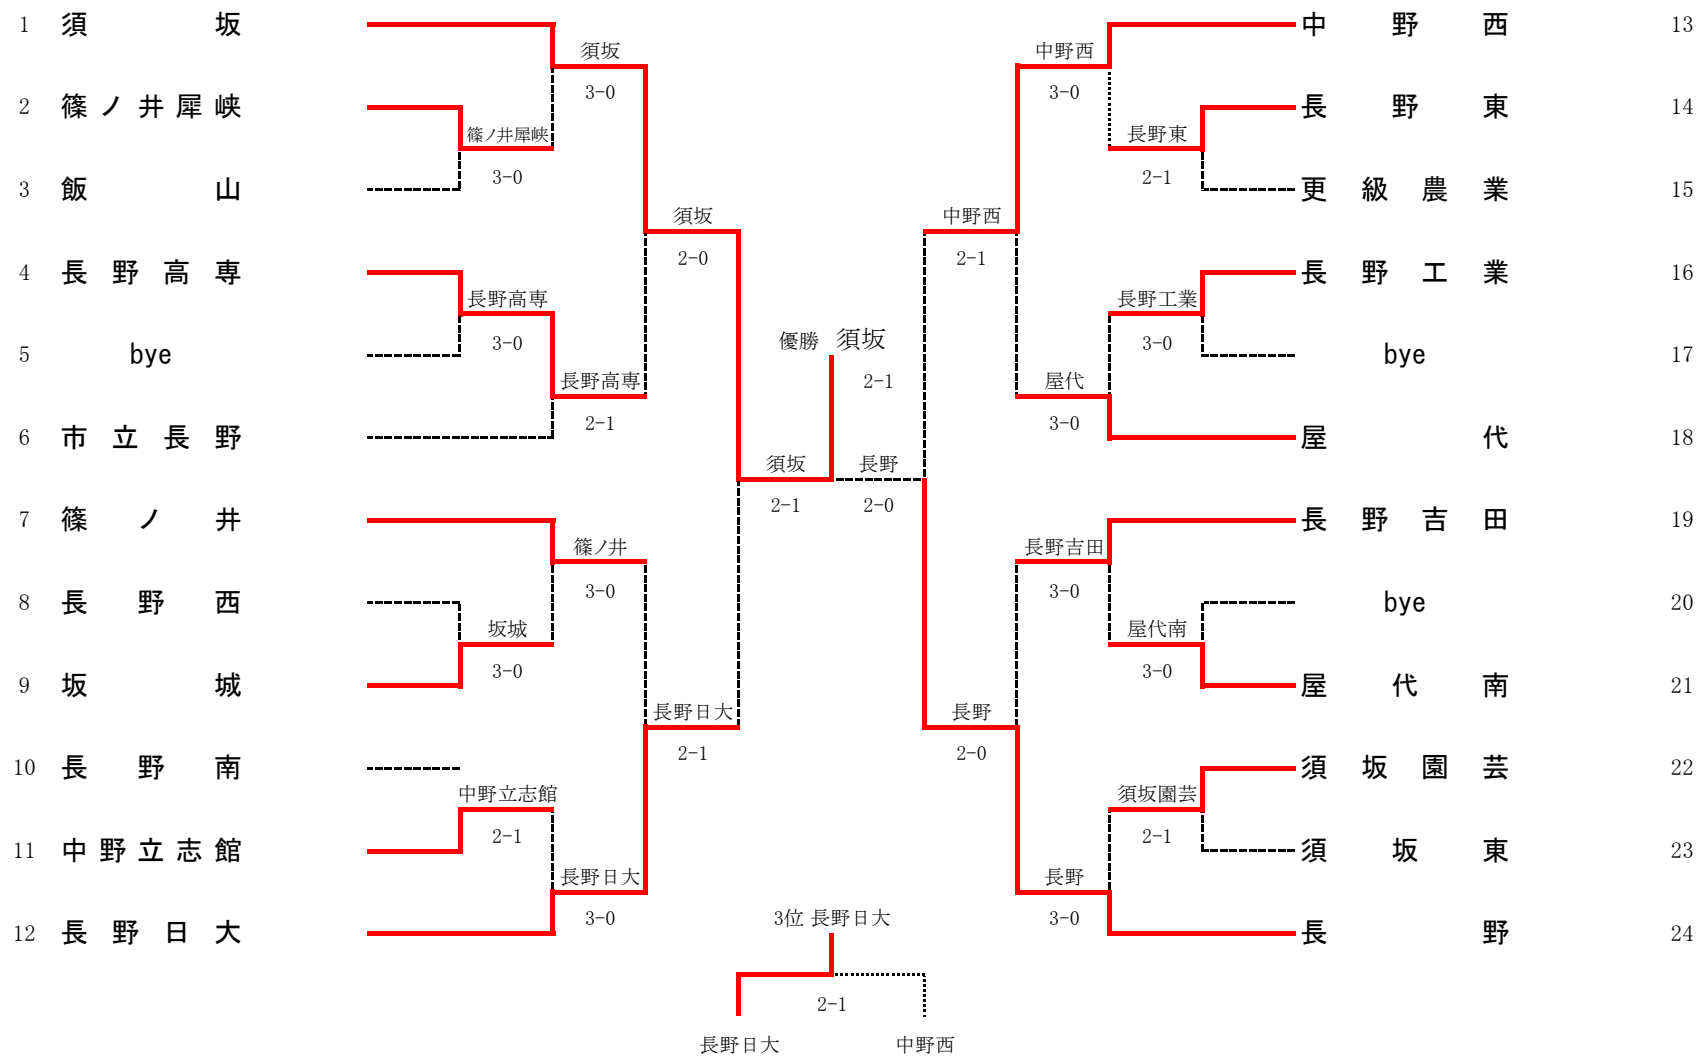 1 須坂
中野西 13
須坂
中野西
3-0
3-0
2 篠ノ井犀峡
長野東 14
篠ノ井犀峡
長野東
3-0
2-1
3 飯山
更級農業 15
須坂
中野西
2-0
2-1
4 長野高専
長野工業 16
長野高専
長野工業
3-0
3-0
優勝 須坂
5 bye
bye 17
長野高専
2-1
屋代
2-1
3-0
6 市立長野
屋代 18
須坂
長野
2-1
2-0
7 篠ノ井
長野吉田 19
篠ノ井
長野吉田
3-0
3-0
8 長野西
bye 20
坂城
屋代南
3-0
3-0
9 坂城
屋代南 21
長野日大
長野
2-1
2-0
10 長野南
須坂園芸 22
中野立志館
須坂園芸
2-1
2-1
11 中野立志館
須坂東 23
長野日大
長野
3-0
3-0
3位 長野日大
12 長野日大
長野 24
2-1
長野日大
中野西